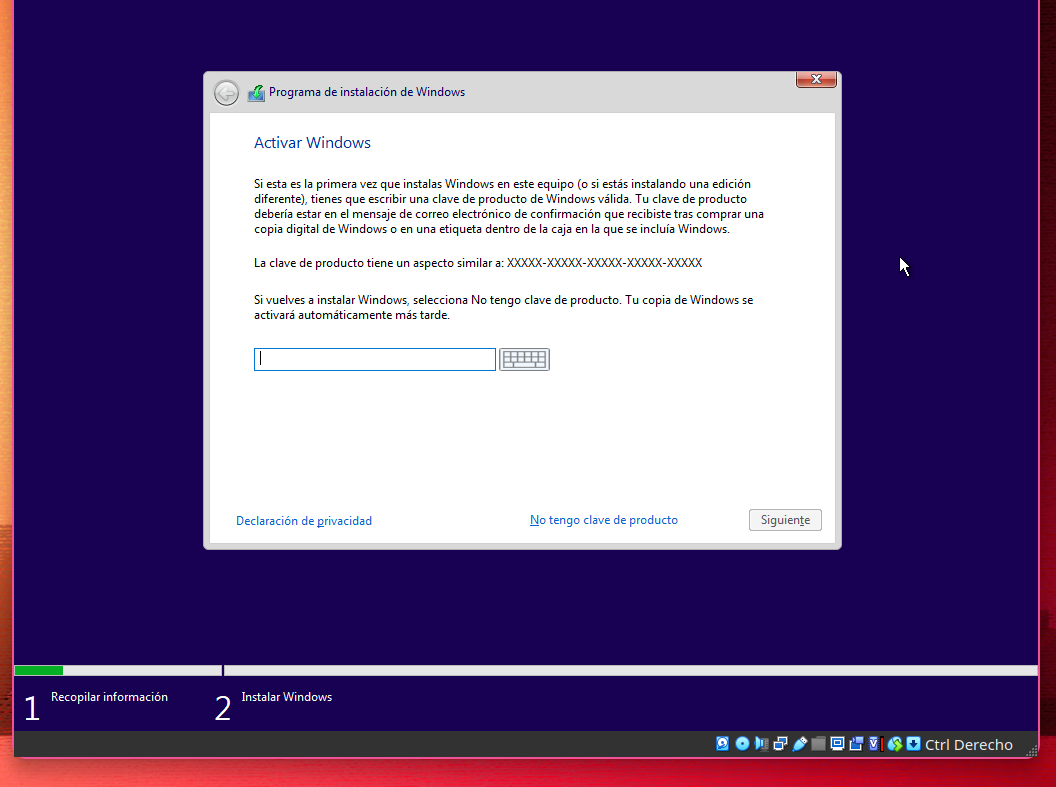 Programa de instalación de Windows
Activar Windows
Si esta es la primera vez que instalas Windows en este equipo (o si estás instalando una edición
diferente), tienes que escribir una clave de producto de Windows válida. Tu clave de producto
debería estar en el mensaje de correo electrónico de confirmación que recibiste tras comprar una
copia digital de Windows o en una etiqueta dentro de la caja en la que se incluía Windows.
La clave de producto tiene un aspecto similar a: XXXXX-XXXXX-XXXXX-XXXXX-XXXXX
Si vuelves a instalar Windows, selecciona No tengo clave de producto. Tu copia de Windows se
activará automáticamente más tarde.
Declaración de privacidad
No tengo clave de producto
Siguiente
1 Recopilar información
2 Instalar Windows
Ctrl Derecho